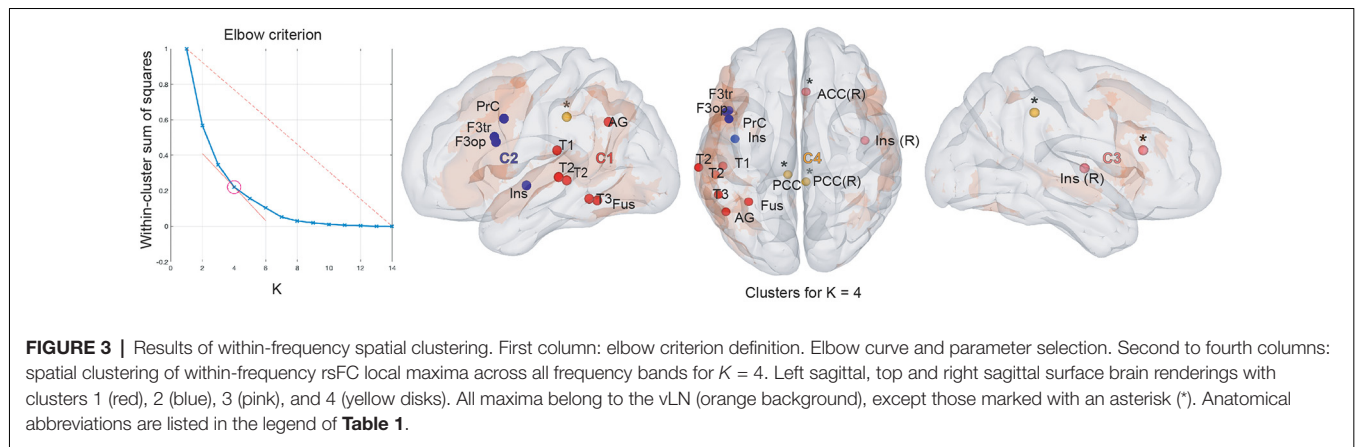 Elbow criterion
Within-cluster sum of squares
1
0.8
0.6
0.4
0.2
0
-0.2
0 2 4 6 8 10 12 14
K
PrC
F3tr
F3op
C2
Ins
*
T1
T2
T2
C1
AG
T3
Fus
F3tr
F3op
PrC
Ins
T2
T1
T2
T3
AG
Fus
*
ACC(R)
Ins (R)
*
C4
*
PCC
PCC(R)
Clusters for K = 4
*
*
C3
Ins (R)
FIGURE 3 | Results of within-frequency spatial clustering. First column: elbow criterion definition. Elbow curve and parameter selection. Second to fourth columns:
spatial clustering of within-frequency rsFC local maxima across all frequency bands for K = 4. Left sagittal, top and right sagittal surface brain renderings with
clusters 1 (red), 2 (blue), 3 (pink), and 4 (yellow disks). All maxima belong to the vLN (orange background), except those marked with an asterisk (*). Anatomical
abbreviations are listed in the legend of Table 1.